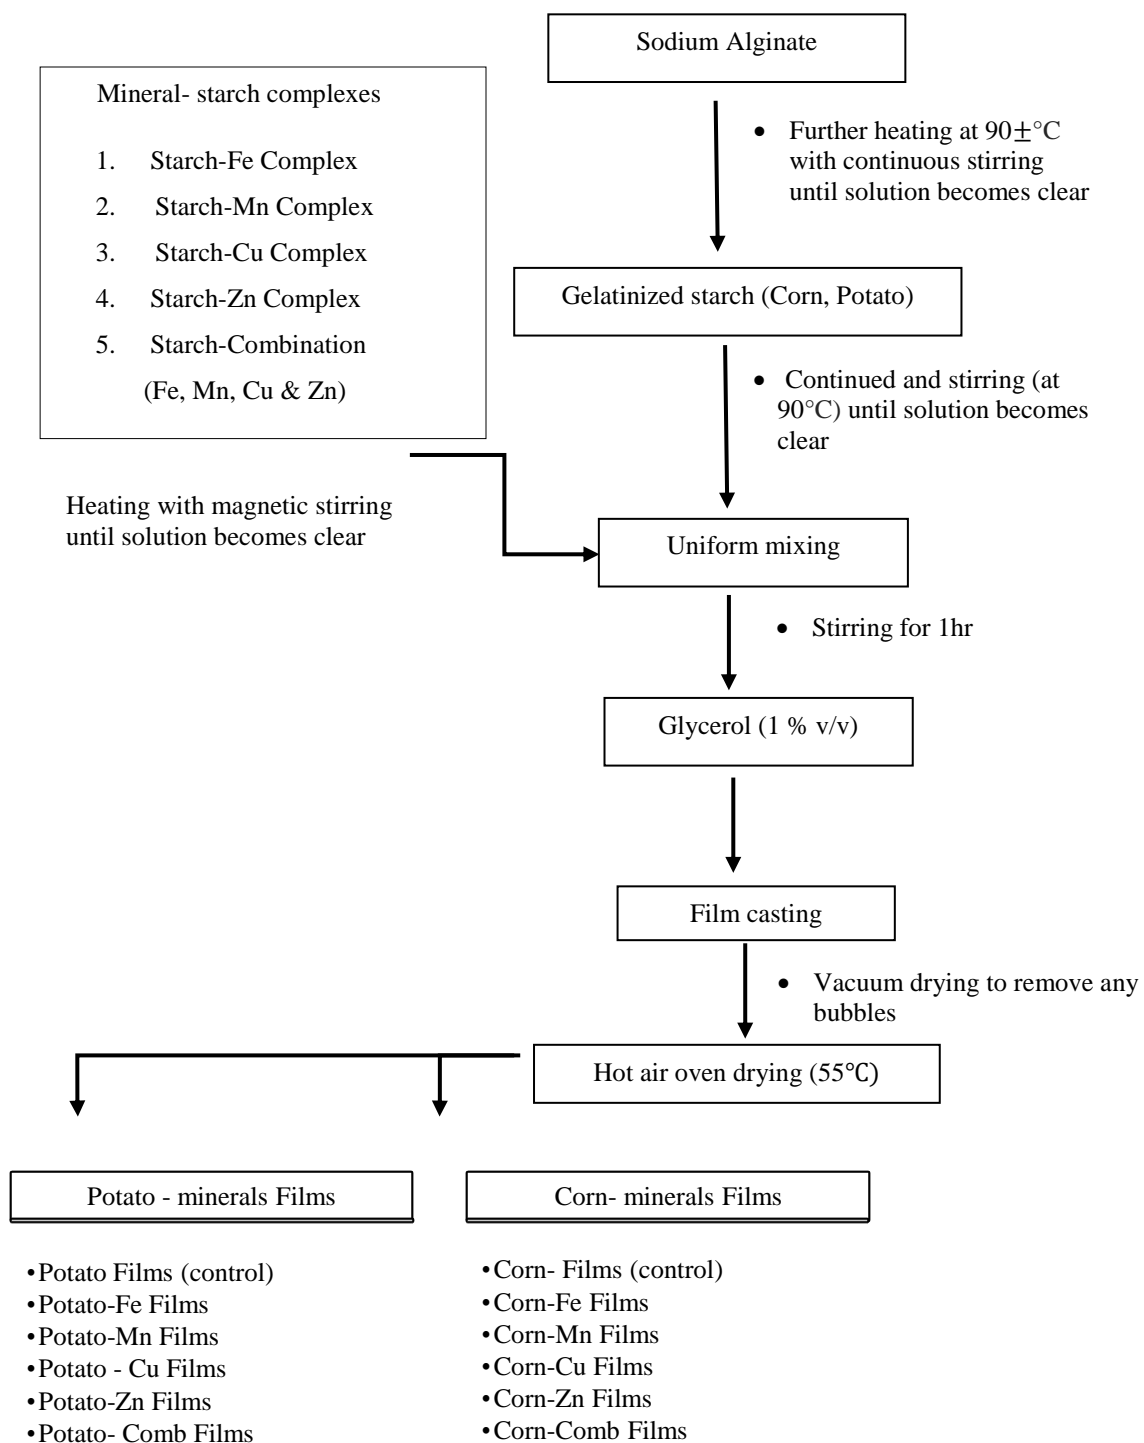 Sodium Alginate
Mineral- starch complexes
1. Starch-Fe Complex
2. Starch-Mn Complex
3. Starch-Cu Complex
4. Starch-Zn Complex
5. Starch-Combination
(Fe, Mn, Cu & Zn)
• Further heating at 90±°C
with continuous stirring
until solution becomes clear
Gelatinized starch (Corn, Potato)
• Continued and stirring (at
90°C) until solution becomes
clear
Heating with magnetic stirring
until solution becomes clear
Uniform mixing
• Stirring for 1hr
Glycerol (1 % v/v)
Film casting
• Vacuum drying to remove any
bubbles
Hot air oven drying (55℃)
Potato - minerals Films
•Potato Films (control)
•Potato-Fe Films
•Potato-Mn Films
•Potato - Cu Films
•Potato-Zn Films
•Potato- Comb Films
Corn- minerals Films
•Corn- Films (control)
•Corn-Fe Films
•Corn-Mn Films
•Corn-Cu Films
•Corn-Zn Films
•Corn-Comb Films